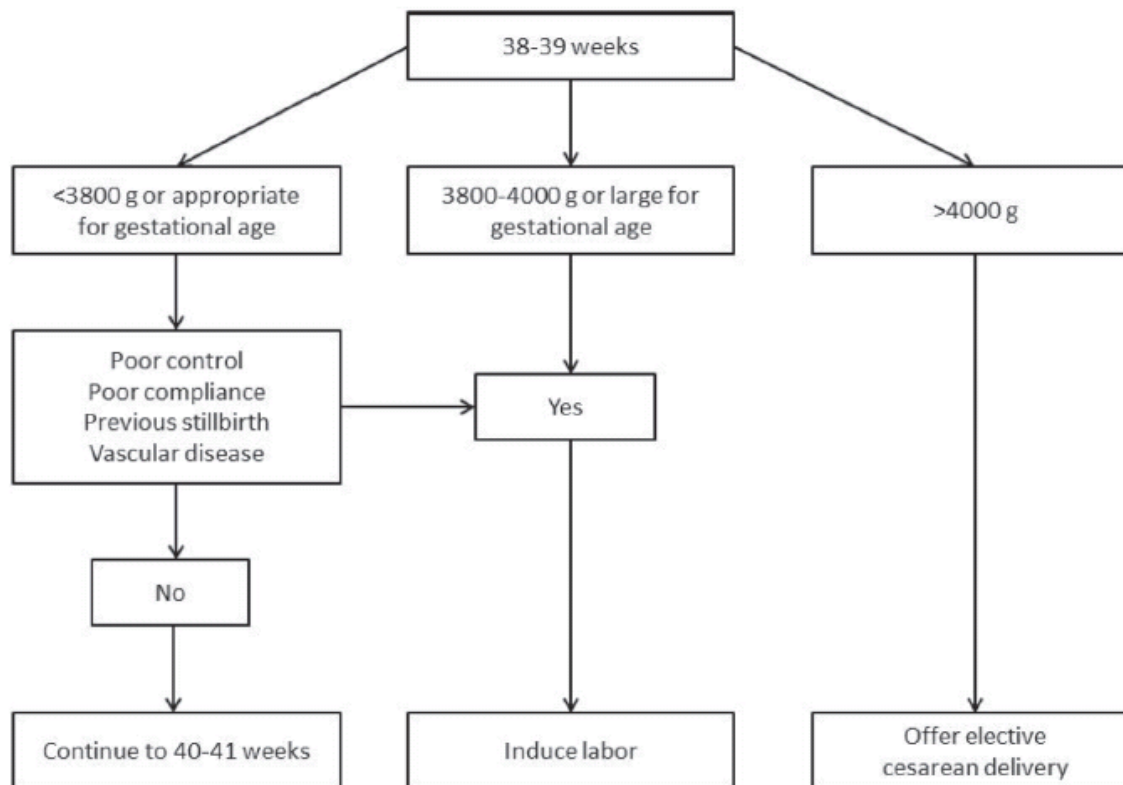 38-39 weeks
<3800 g or appropriate
for gestational age
3800-4000 g or large for
gestational age
>4000 g
Poor control
Poor compliance
Previous stillbirth
Vascular disease
Yes
No
Continue to 40-41 weeks
Induce labor
Offer elective
cesarean delivery